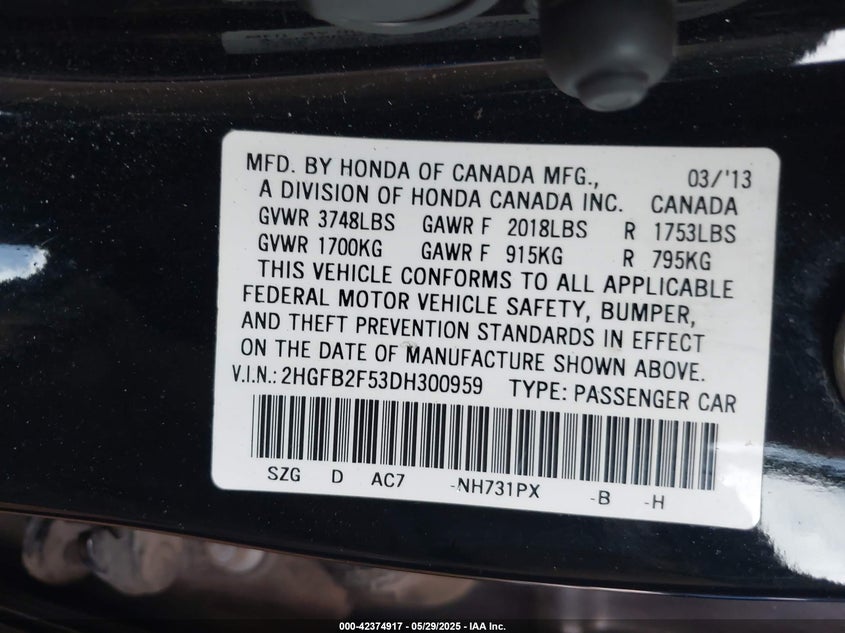 MFD. BY HONDA OF CANADA MFG., 03/'13
A DIVISION OF HONDA CANADA INC. CANADA
GVWR 3748LBS GAWR F 2018LBS R 1753LBS
GVWR 1700KG GAWR F 915KG R 795KG
THIS VEHICLE CONFORMS TO ALL APPLICABLE
FEDERAL MOTOR VEHICLE SAFETY, BUMPER,
AND THEFT PREVENTION STANDARDS IN EFFECT
ON THE DATE OF MANUFACTURE SHOWN ABOVE.
V.I.N.: 2HGFB2F53DH300959 TYPE: PASSENGER CAR
SZG D AC7 -NH731PX -B -H
000-42374917 - 05/29/2025 - IAA Inc.